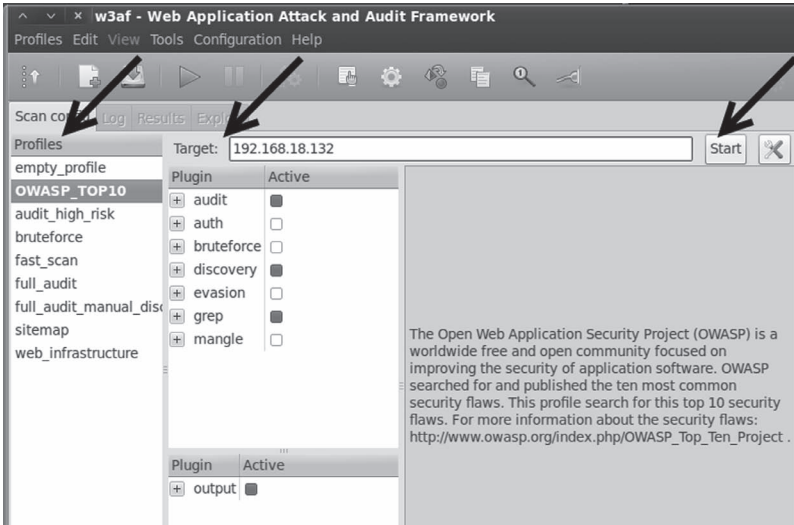 w3af - Web Application Attack and Audit Framework
Profiles Edit View Tools Configuration Help
Scan Log Results
Profiles
empty_profile
OWASP_TOP10
audit_high_risk
bruteforce
fast_scan
full_audit
full_audit_manual_disc
sitemap
web_infrastructure
Target: 192.168.18.132 Start
Plugin Active
audit
auth
bruteforce
discovery
evasion
grep
mangle
The Open Web Application Security Project (OWASP) is a
worldwide free and open community focused on
improving the security of application software. OWASP
searched for and published the ten most common
security flaws. This profile search for this top 10 security
flaws. For more information about the security flaws:
http://www.owasp.org/index.php/OWASP_Top_Ten_Project .
Plugin Active
output